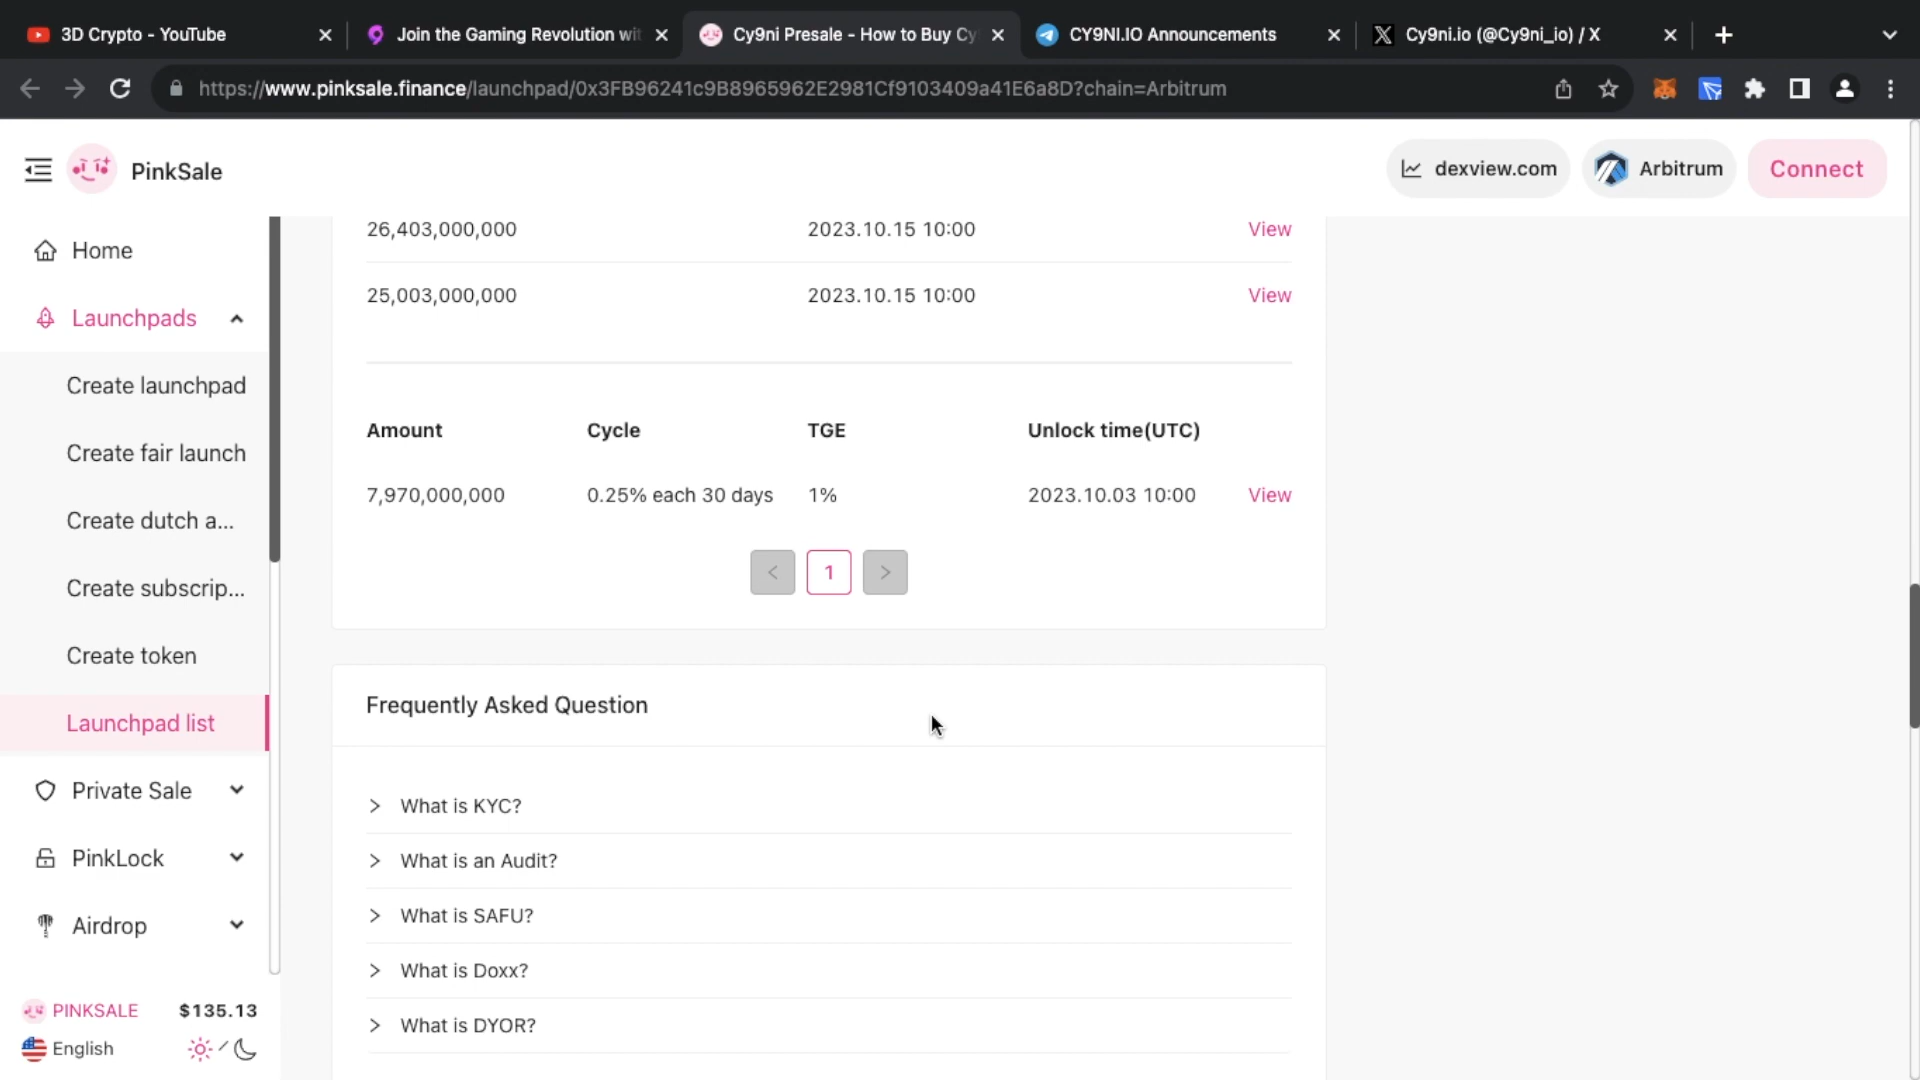 3D Crypto - YouTube
Join the Gaming Revolution wit
Cy9ni Presale - How to Buy Cy
CY9NI.IO Announcements
Cy9ni.io (@Cy9ni_io) / X
https://www.pinksale.finance/launchpad/0x3FB96241c9B8965962E2981Cf9103409a41E6a8D?chain=Arbitrum
PinkSale
dexview.com
Arbitrum
Connect
Home
Launchpads
Create launchpad
Create fair launch
Create dutch a...
Create subscrip...
Create token
Launchpad list
Private Sale
PinkLock
Airdrop
PINKSALE $135.13
English
26,403,000,000 2023.10.15 10:00 View
25,003,000,000 2023.10.15 10:00 View
Amount Cycle TGE Unlock time(UTC)
7,970,000,000 0.25% each 30 days 1% 2023.10.03 10:00 View
< 1 >
Frequently Asked Question
What is KYC?
What is an Audit?
What is SAFU?
What is Doxx?
What is DYOR?